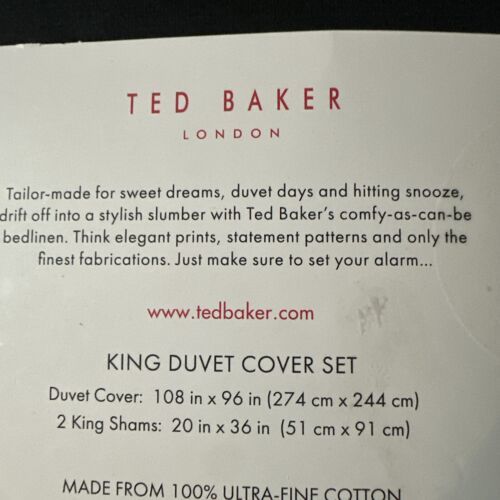 TED BAKER
LONDON
Tailor-made for sweet dreams, duvet days and hitting snooze,
drift off into a stylish slumber with Ted Baker's comfy-as-can-be
bedlinen. Think elegant prints, statement patterns and only the
finest fabrications. Just make sure to set your alarm...
www.tedbaker.com
KING DUVET COVER SET
Duvet Cover: 108 in x 96 in (274 cm x 244 cm)
2 King Shams: 20 in x 36 in (51 cm x 91 cm)
MADE FROM 100% ULTRA-FINE COTTON